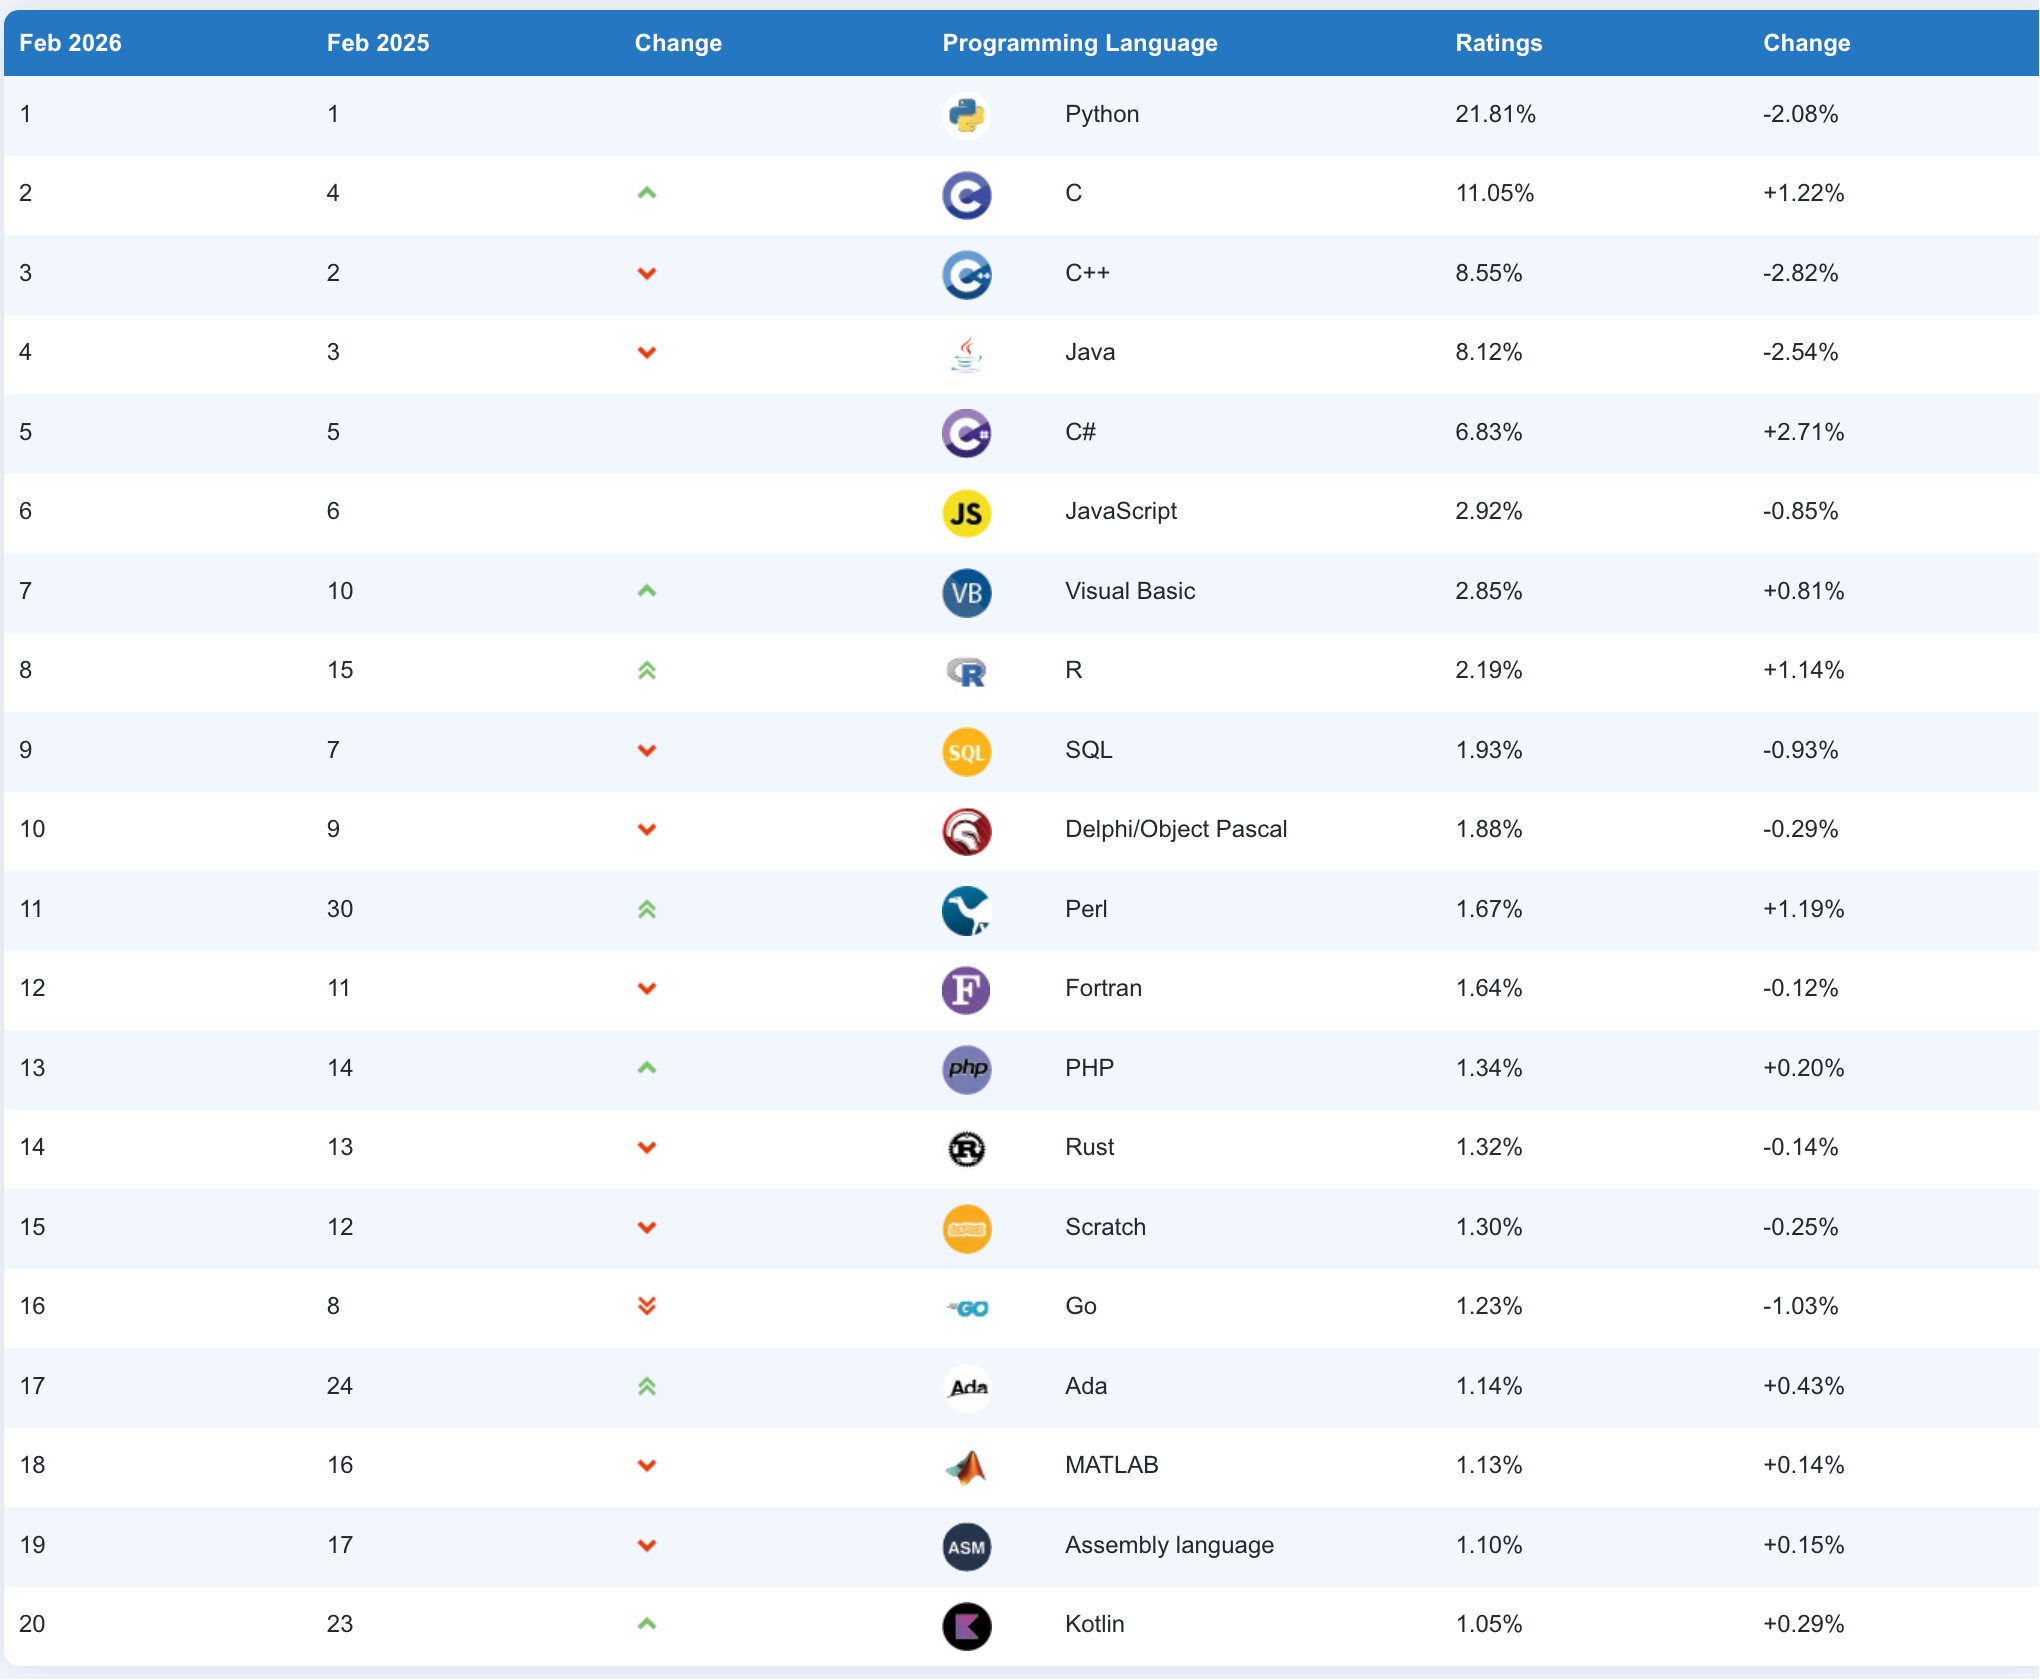 Feb 2026 Feb 2025 Change Programming Language Ratings Change
1 1 Python 21.81% -2.08%
2 4 C C 11.05% +1.22%
3 2 C++ C++ 8.55% -2.82%
4 3 Java 8.12% -2.54%
5 5 C# C# 6.83% +2.71%
6 6 JS JavaScript 2.92% -0.85%
7 10 VB Visual Basic 2.85% +0.81%
8 15 R R 2.19% +1.14%
9 7 SQL SQL 1.93% -0.93%
10 9 Delphi/Object Pascal 1.88% -0.29%
11 30 Perl 1.67% +1.19%
12 11 F Fortran 1.64% -0.12%
13 14 php PHP 1.34% +0.20%
14 13 R Rust 1.32% -0.14%
15 12 Scratch 1.30% -0.25%
16 8 GO Go 1.23% -1.03%
17 24 Ada Ada 1.14% +0.43%
18 16 MATLAB 1.13% +0.14%
19 17 ASM Assembly language 1.10% +0.15%
20 23 Kotlin 1.05% +0.29%